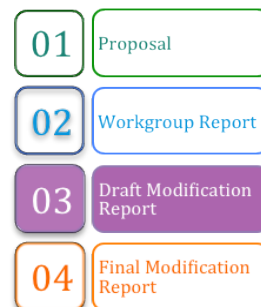 01
Proposal
02
Workgroup Report
03
Draft Modification
Report
04
Final Modification
Report